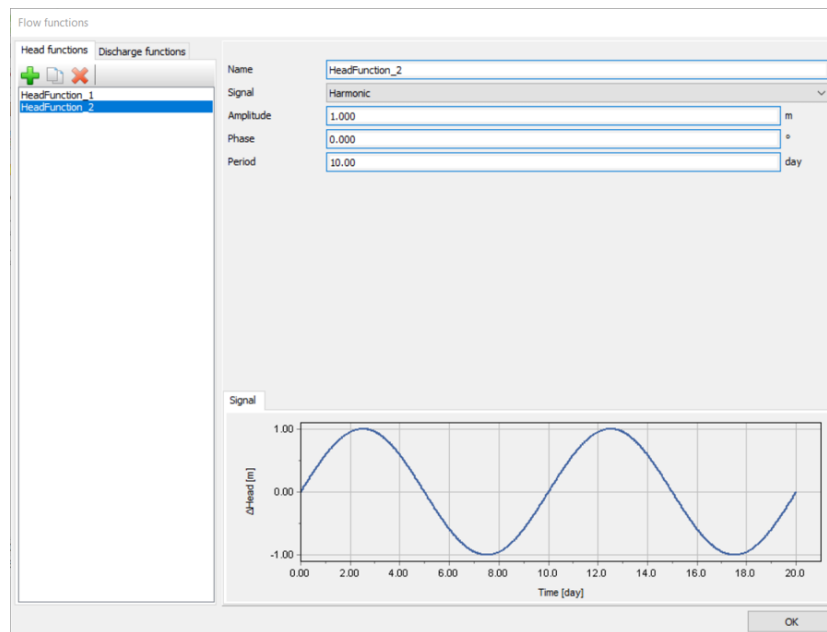 Flow functions
Head functions Discharge functions
HeadFunction_1
HeadFunction_2
Name HeadFunction_2
Signal Harmonic
Amplitude 1.000 m
Phase 0.000 °
Period 10.00 day
Signal
ΔHead [m]
1.00
0.00
-1.00
0.00 2.00 4.00 6.00 8.00 10.0 12.0 14.0 16.0 18.0 20.0
Time [day]
OK